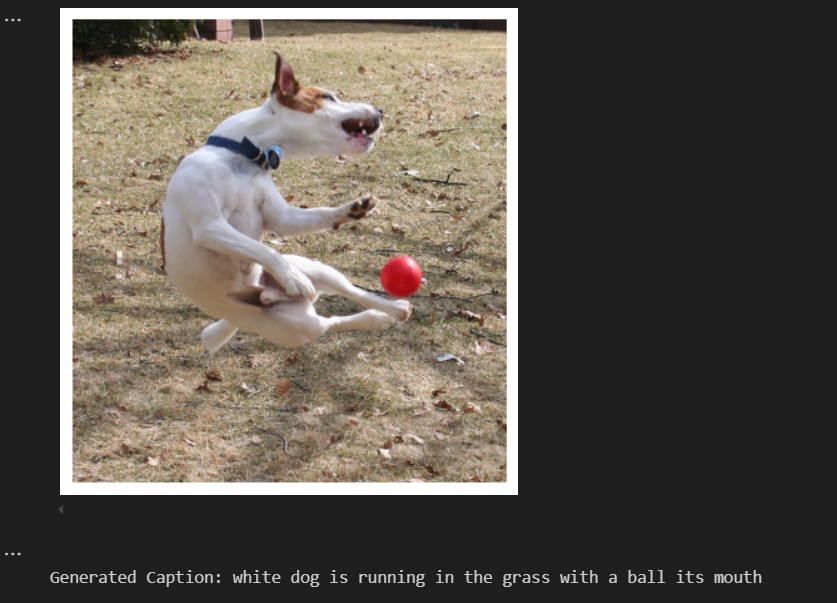 ...
...
Generated Caption: white dog is running in the grass with a ball its mouth